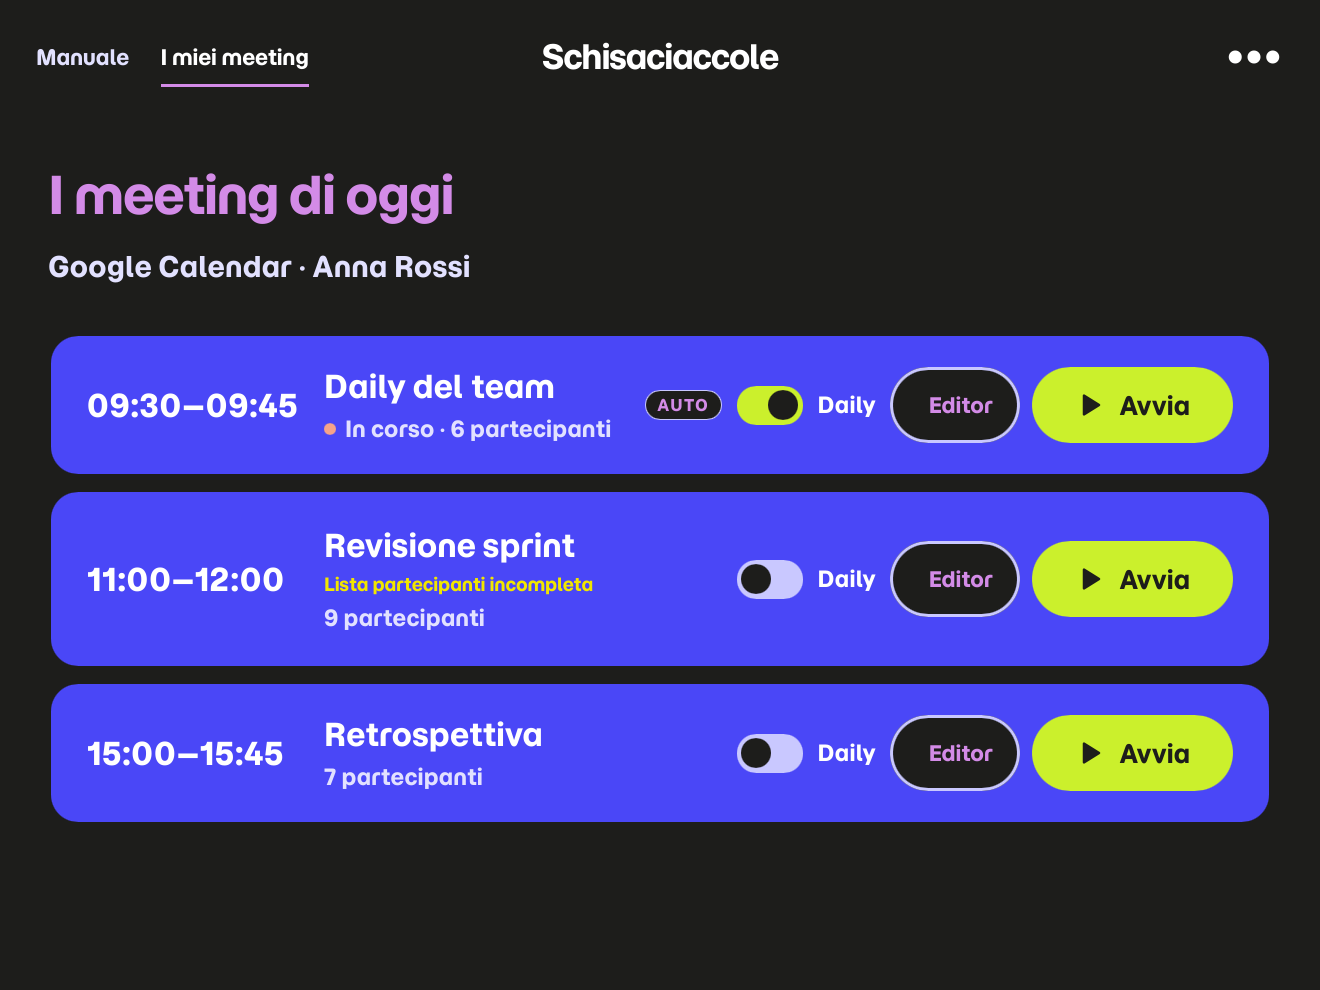 Manuale
I miei meeting
Schisaciaccole
I meeting di oggi
Google Calendar · Anna Rossi
09:30–09:45
Daily del team
In corso · 6 partecipanti
AUTO
Daily
Editor
Avvia
11:00–12:00
Revisione sprint
Lista partecipanti incompleta
9 partecipanti
Daily
Editor
Avvia
15:00–15:45
Retrospettiva
7 partecipanti
Daily
Editor
Avvia